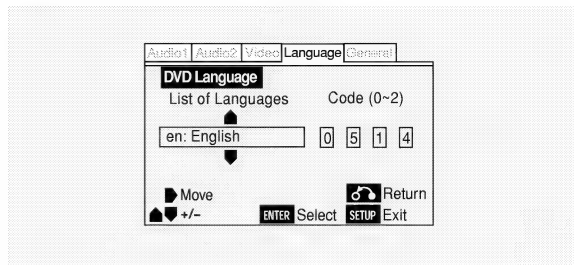 Audio1 Audio2 Video Language General
DVD Language
List of Languages Code (0~2)
en: English 0 5 1 4
Move Return
+/– ENTER Select SETUP Exit